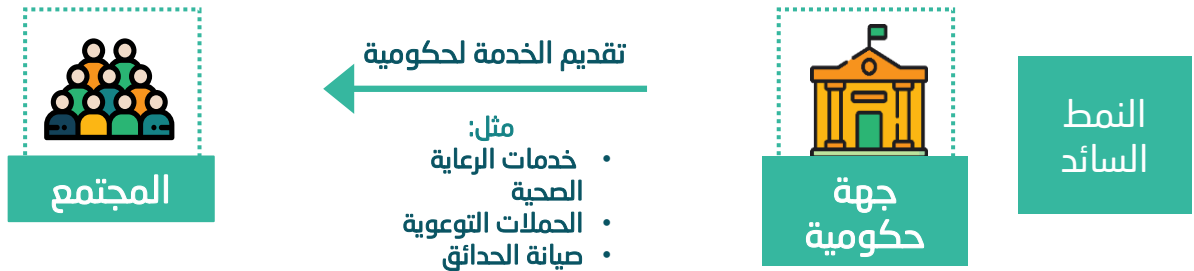 النمط
السائد
جهة
حكومية
تقديم الخدمة لحكومية
مثل:
• خدمات الرعاية
الصحية
• الحملات التوعوية
• صيانة الحدائق
المجتمع